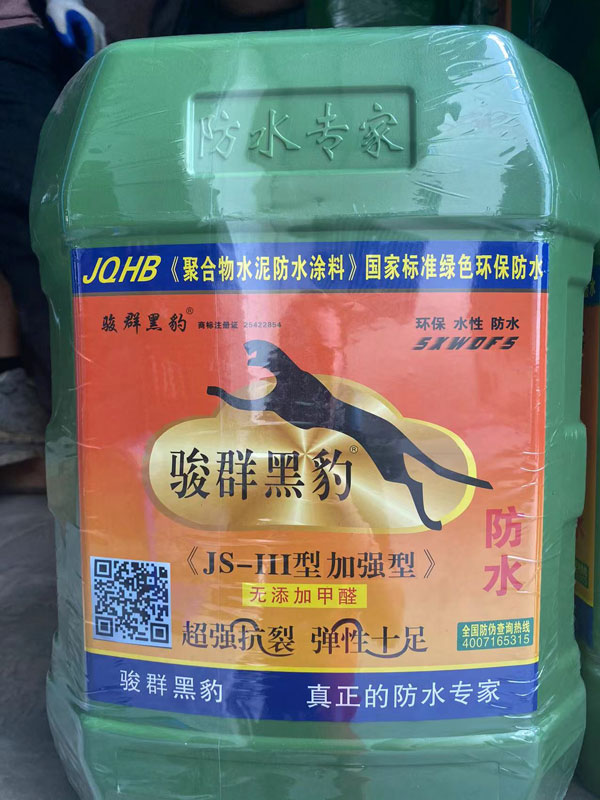 防水专家
JQHB《聚合物水泥防水涂料》国家标准绿色环保防水
骏群黑豹® 商标注册证 26422854
环保 水性 防水
SXWDFS
骏群黑豹®
防水
《JS-III型加强型》
无添加甲醛
超强抗裂 弹性十足
全国防伪查询热线
4007165315
骏群黑豹 真正的防水专家